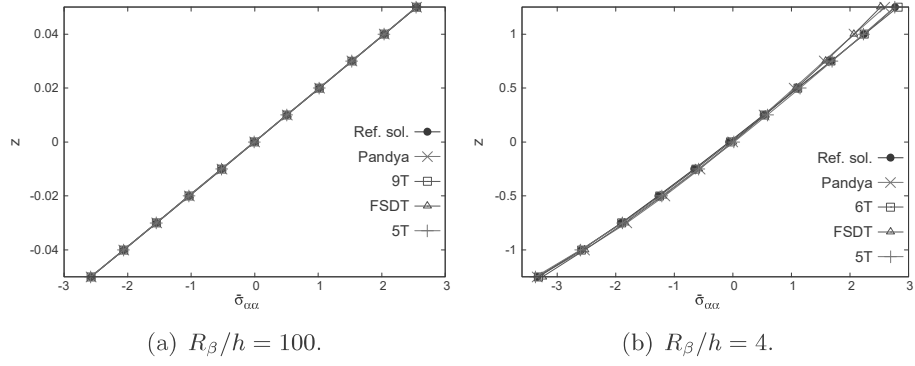 0.04
0.02
0
-0.02
-0.04
z
-3 -2 -1 0 1 2 3
σ̄αα
Ref. sol.
Pandya
9T
FSDT
5T
(a) Rβ/h = 100.
1
0.5
0
-0.5
-1
z
-3 -2 -1 0 1 2 3
σ̄αα
Ref. sol.
Pandya
6T
FSDT
5T
(b) Rβ/h = 4.